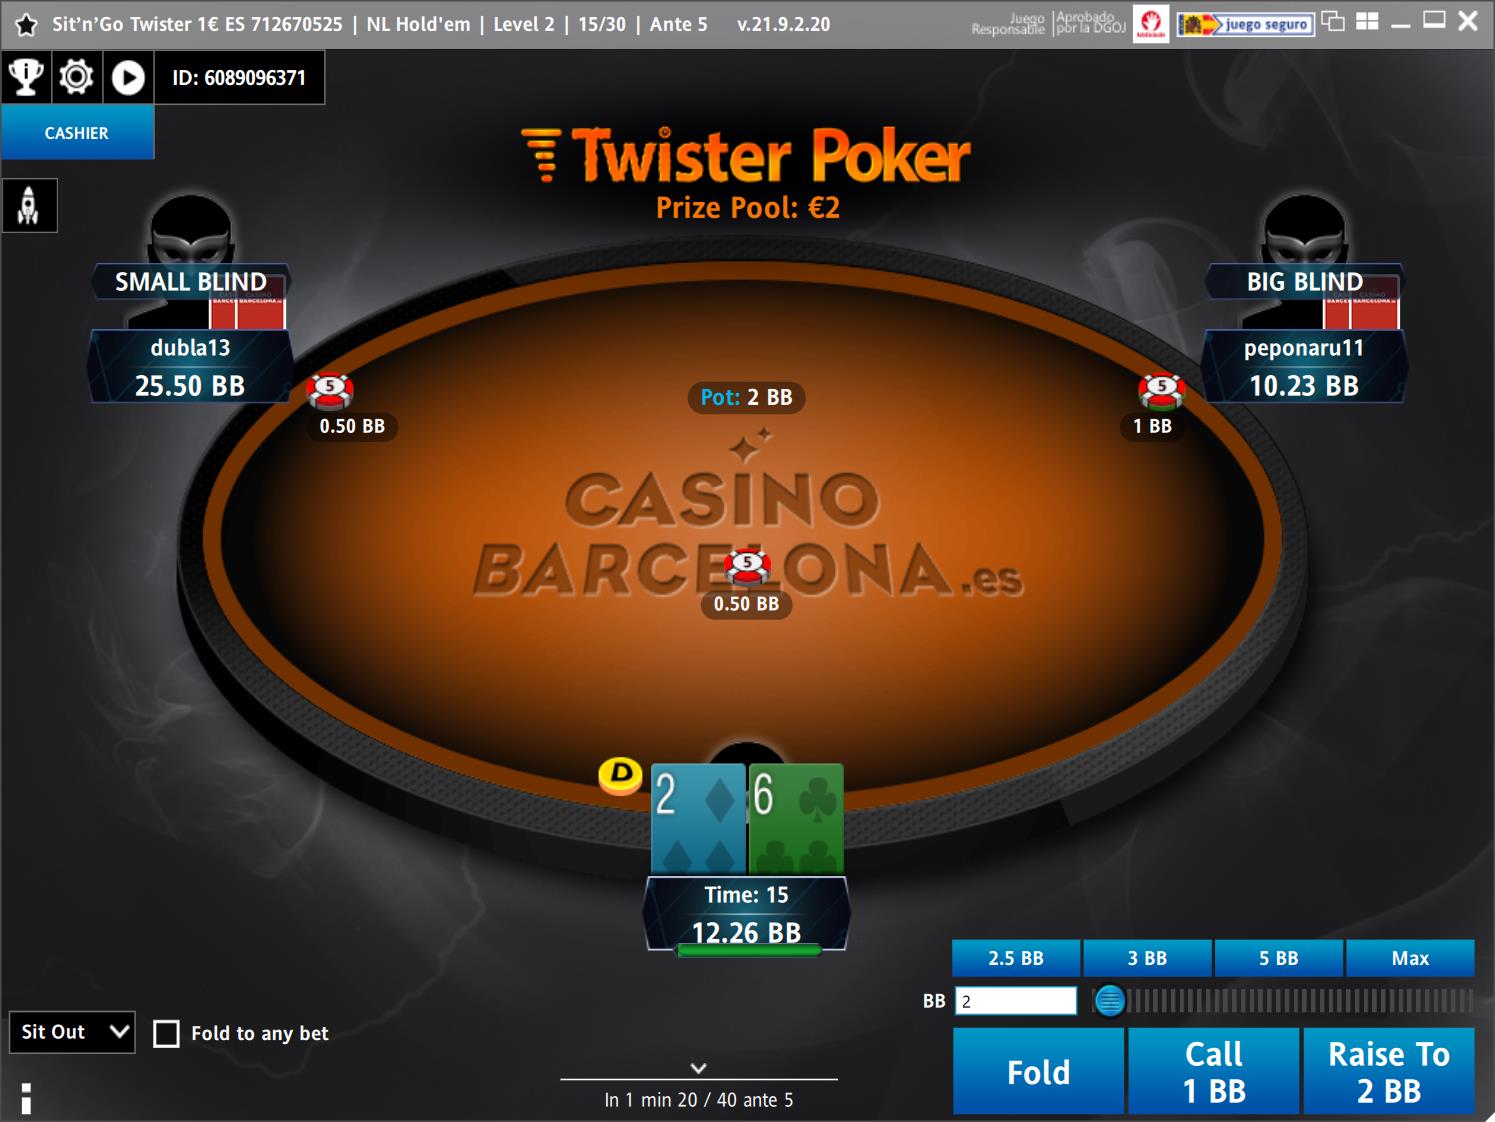 Sit’n’Go Twister 1€ ES 712670525 | NL Hold'em | Level 2 | 15/30 | Ante 5 v.21.9.2.20
Juego Responsable
Aprobado por la DGOJ
juego seguro
ID: 6089096371
CASHIER
Twister Poker
Prize Pool: €2
SMALL BLIND
dubla13
25.50 BB
BIG BLIND
peponaru11
10.23 BB
5
0.50 BB
Pot: 2 BB
5
1 BB
CASINO
BARCELONA.es
5
0.50 BB
D
2
6
Time: 15
12.26 BB
2.5 BB
3 BB
5 BB
Max
BB
2
Sit Out
Fold to any bet
Fold
Call
1 BB
Raise To
2 BB
In 1 min 20 / 40 ante 5